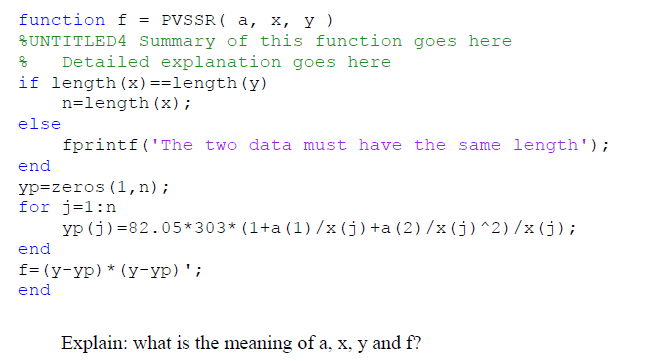 function f = PVSSR( a, x, y )
%UNTITLED4 Summary of this function goes here
%   Detailed explanation goes here
if length(x)==length(y)
    n=length(x);
else
    fprintf('The two data must have the same length');
end
yp=zeros(1,n);
for j=1:n
    yp(j)=82.05*303*(1+a(1)/x(j)+a(2)/x(j)^2)/x(j);
end
f=(y-yp)*(y-yp)';
end
Explain: what is the meaning of a, x, y and f?